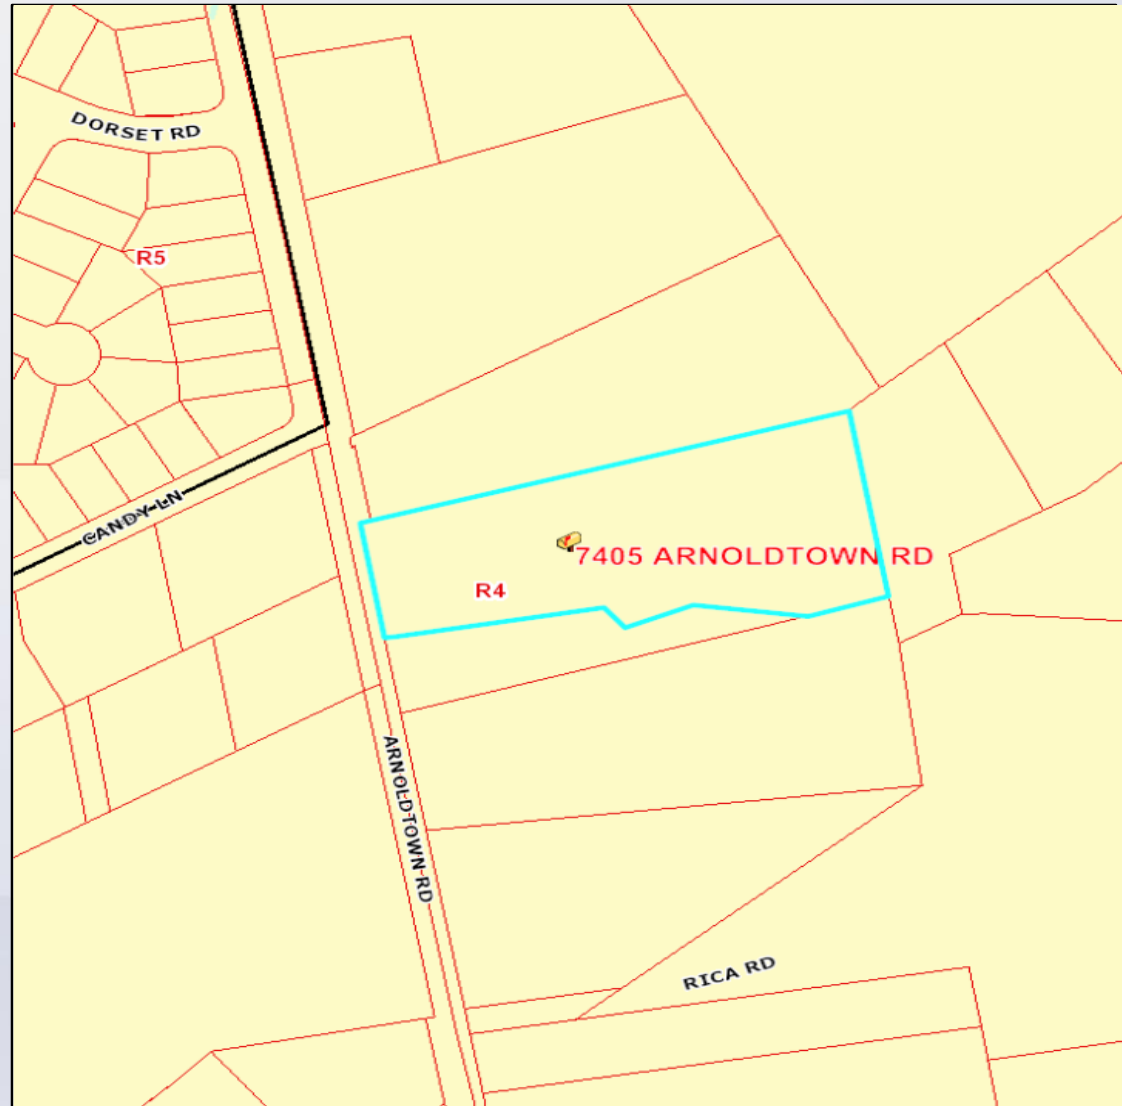 DORSET RD
R5
CANDY LN
7405 ARNOLDTOWN RD
R4
ARNOLDTOWN RD
RICA RD